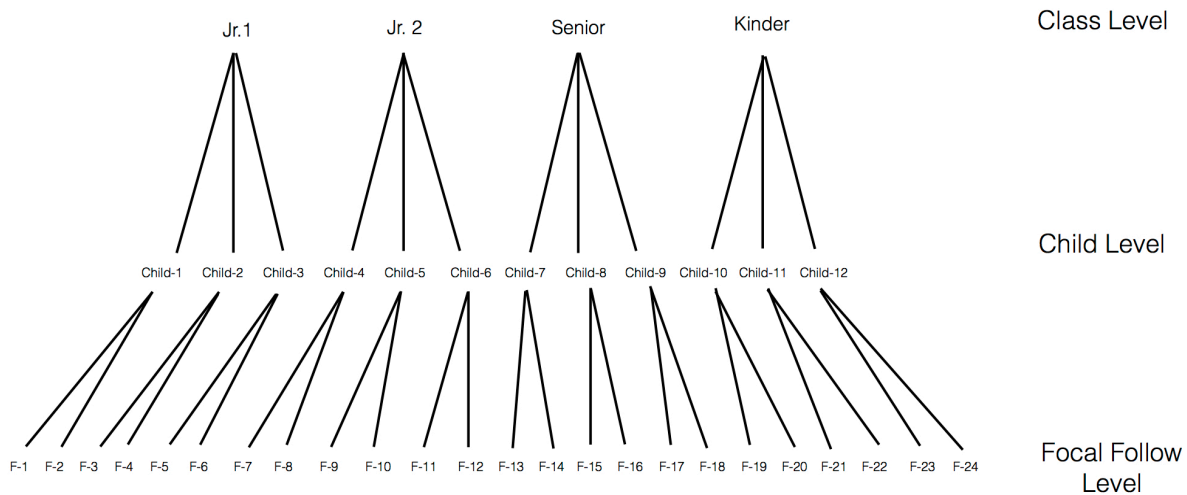 Jr.1 Jr. 2 Senior Kinder Class Level
Child-1 Child-2 Child-3 Child-4 Child-5 Child-6 Child-7 Child-8 Child-9 Child-10 Child-11 Child-12 Child Level
F-1 F-2 F-3 F-4 F-5 F-6 F-7 F-8 F-9 F-10 F-11 F-12 F-13 F-14 F-15 F-16 F-17 F-18 F-19 F-20 F-21 F-22 F-23 F-24 Focal Follow
Level